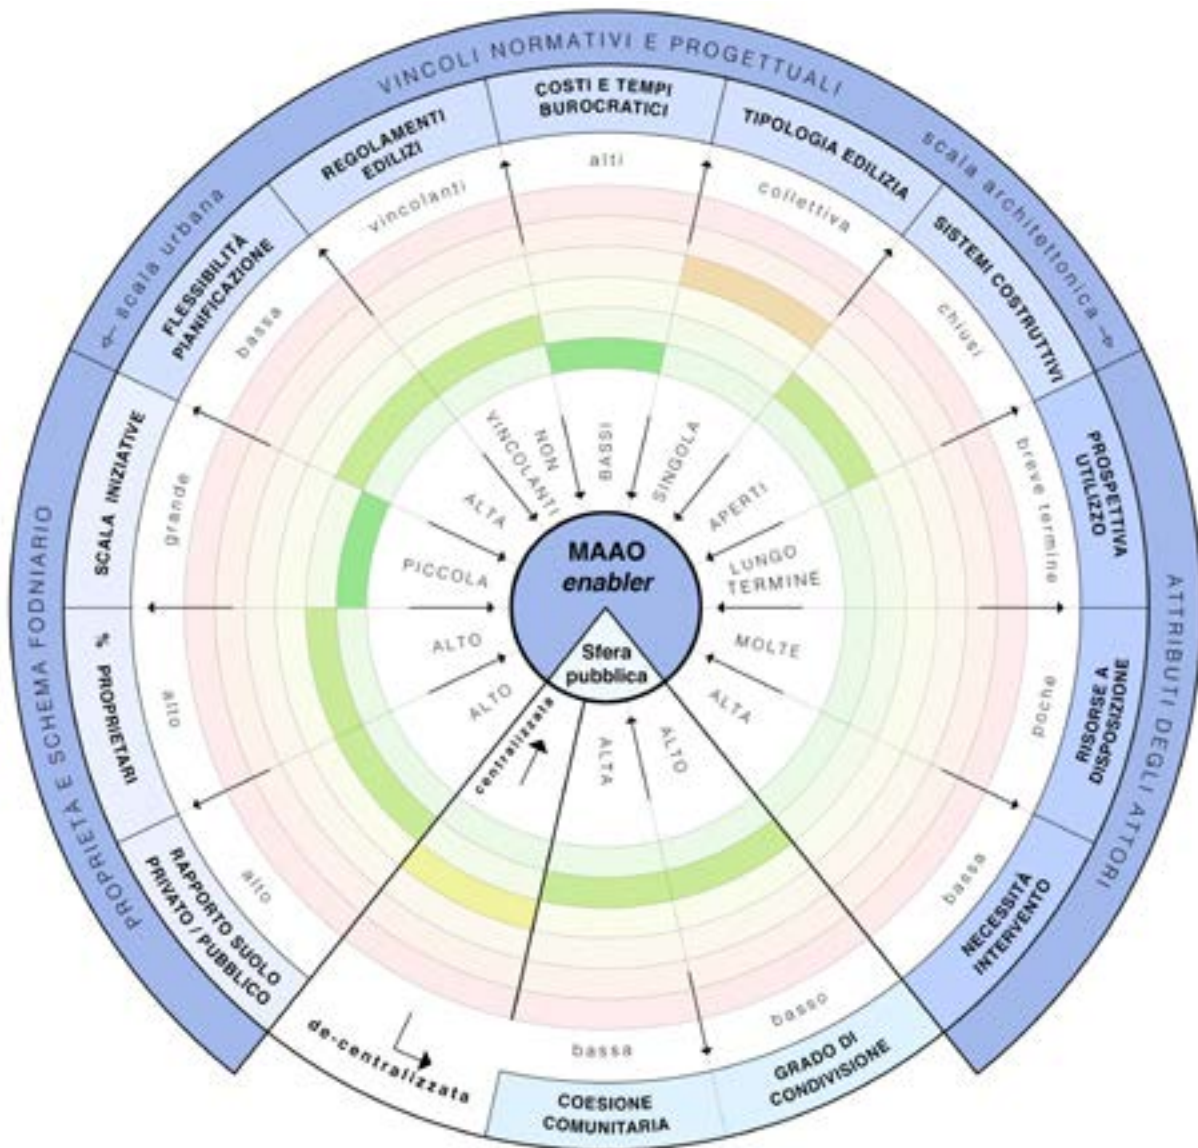 VINCOLI NORMATIVI E PROGETTUALI
← scala urbana
scala architettonica →
PROPRIETÀ E SCHEMA FODNIARIO
ATTRIBUTI DEGLI ATTORI
COSTI E TEMPI
BUROCRATICI
TIPOLOGIA EDILIZIA
SISTEMI COSTRUTTIVI
PROSPETTIVA
UTILIZZO
RISORSE A
DISPOSIZIONE
NECESSITÀ
INTERVENTO
GRADO DI
CONDIVISIONE
COESIONE
COMUNITARIA
RAPPORTO SUOLO
PRIVATO / PUBBLICO
% PROPRIETARI
SCALA INIZIATIVE
FLESSIBILITÀ
PIANIFICAZIONE
REGOLAMENTI
EDILIZI
alti
collettiva
chiusi
breve termine
poche
bassa
basso
bassa
de-centralizzata
alto
alto
grande
bassa
vincolanti
BASSI
SINGOLA
APERTI
LUNGO
TERMINE
MOLTE
ALTA
ALTO
ALTA
centralizzata
ALTO
ALTO
PICCOLA
ALTA
NON
VINCOLANTI
MAAO
enabler
Sfera
pubblica